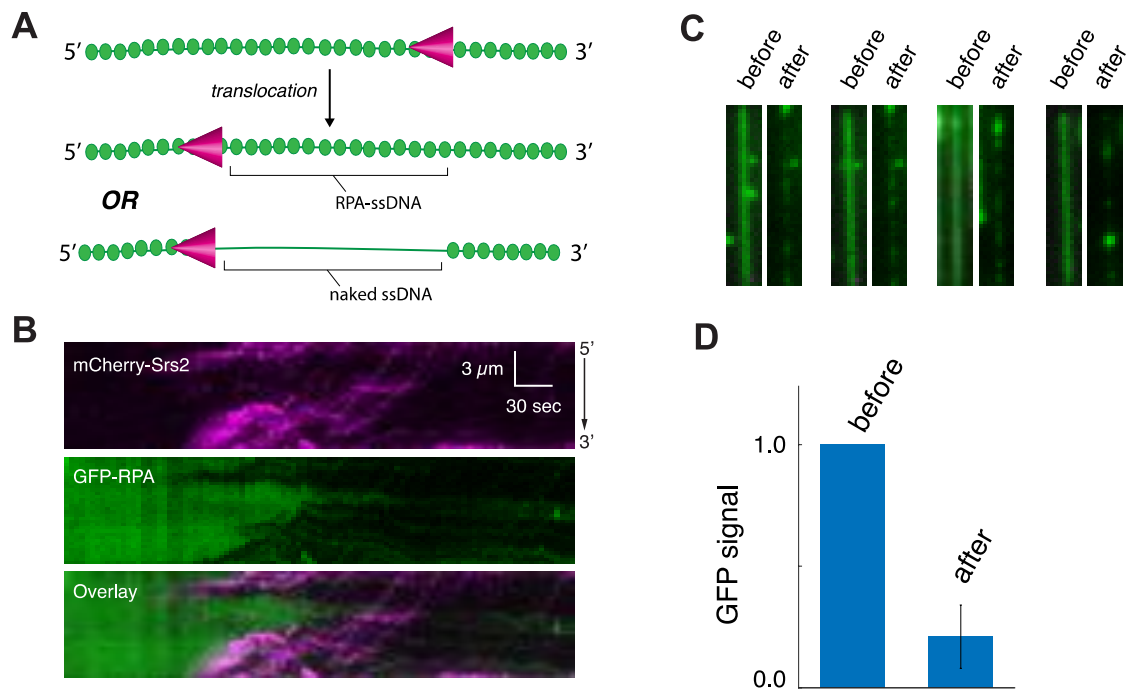 A
5′
3′
translocation
5′
3′
RPA-ssDNA
OR
5′
3′
naked ssDNA
B
mCherry-Srs2
3 µm
30 sec
5′
3′
GFP-RPA
Overlay
C
before
after
before
after
before
after
before
after
D
GFP signal
1.0
0.0
before
after